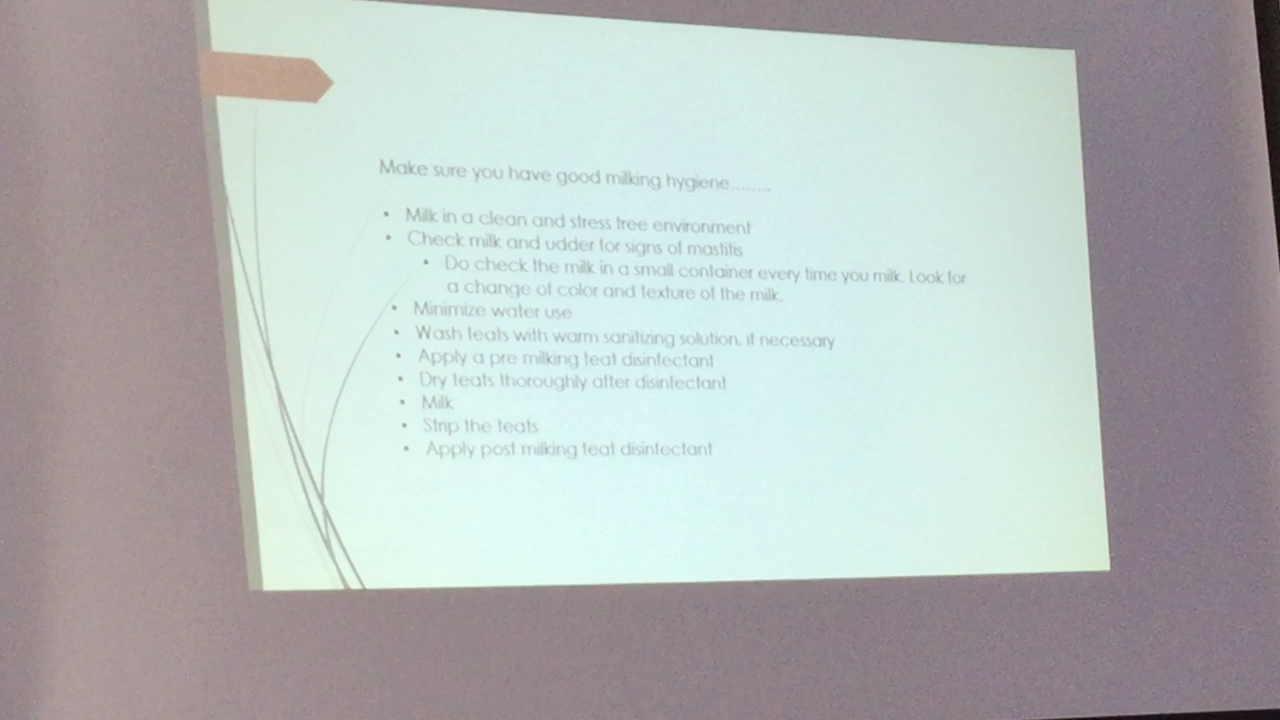 Make sure you have good milking hygiene........
• Milk in a clean and stress free environment
• Check milk and udder for signs of mastitis
• Do check the milk in a small container every time you milk. Look for
a change of color and texture of the milk.
• Minimize water use
• Wash teats with warm sanitizing solution, if necessary
• Apply a pre milking teat disinfectant
• Dry teats thoroughly after disinfectant
• Milk
• Strip the teats
• Apply post milking teat disinfectant